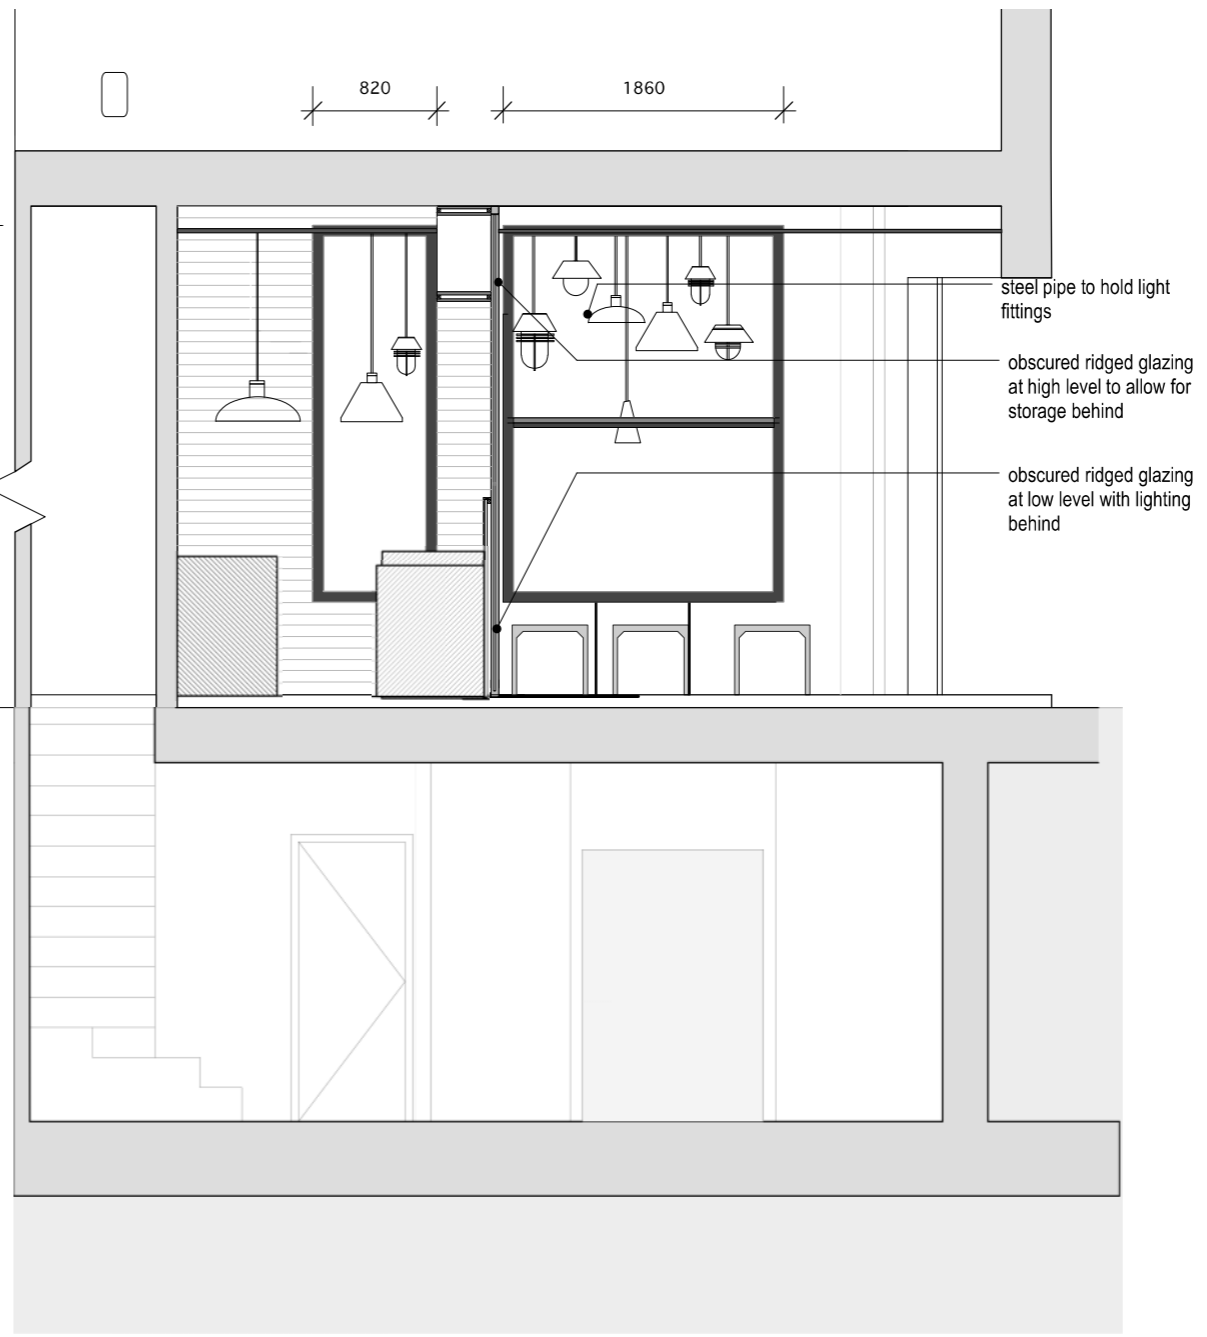 820
1860
steel pipe to hold light
fittings
obscured ridged glazing
at high level to allow for
storage behind
obscured ridged glazing
at low level with lighting
behind